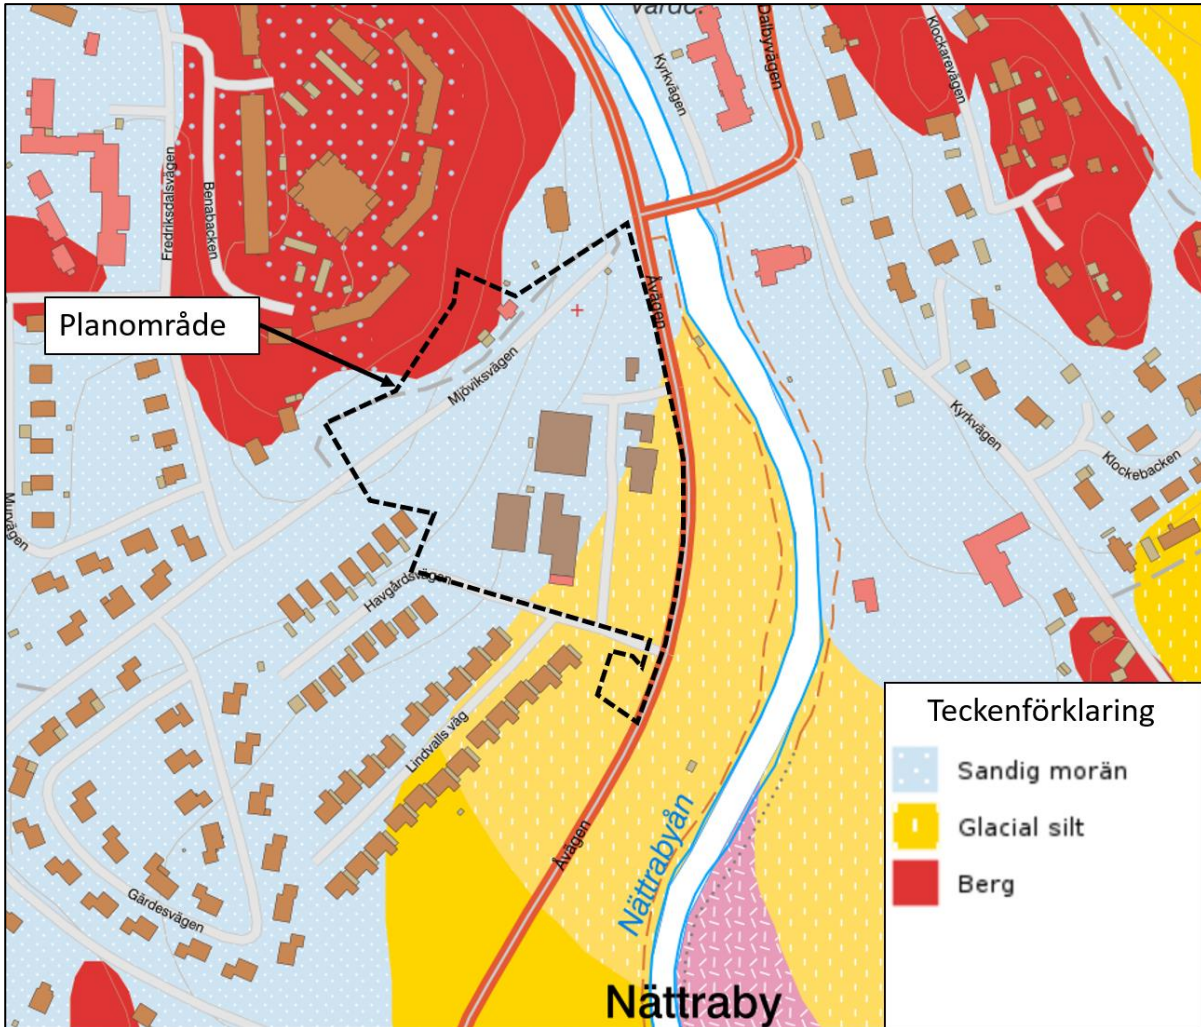 Kyrkvägen
Dalbyvägen
Klockarevägen
Fredriksdalsvägen
Benabacken
Planområde
Åvägen
Mjöviksvägen
Kyrkvägen
Klockebacken
Murvägen
Havgårdsvägen
Lindvalls väg
Åvägen
Gärdesvägen
Nättrabyån
Nättraby
Teckenförklaring
Sandig morän
Glacial silt
Berg